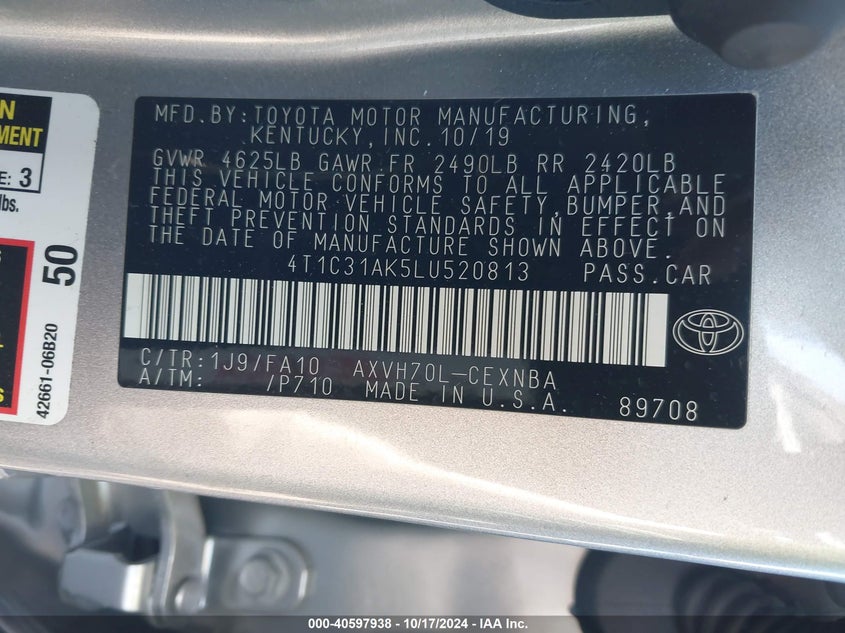 N
MENT
E: 3
lbs.
50
42661-06B20
s
MFD.BY:TOYOTA MOTOR MANUFACTURING,
KENTUCKY,INC.10/19
GVWR 4625LB GAWR FR 2490LB RR 2420LB
THIS VEHICLE CONFORMS TO ALL APPLICABLE
FEDERAL MOTOR VEHICLE SAFETY,BUMPER,AND
THEFT PREVENTION STANDARDS IN EFFECT ON
THE DATE OF MANUFACTURE SHOWN ABOVE.
4T1C31AK5LU520813 PASS.CAR
C/TR:1J9/FA10 AXVH70L-CEXNBA
A/TM: /P710 MADE IN U.S.A. 89708
000-40597938 - 10/17/2024 - IAA Inc.